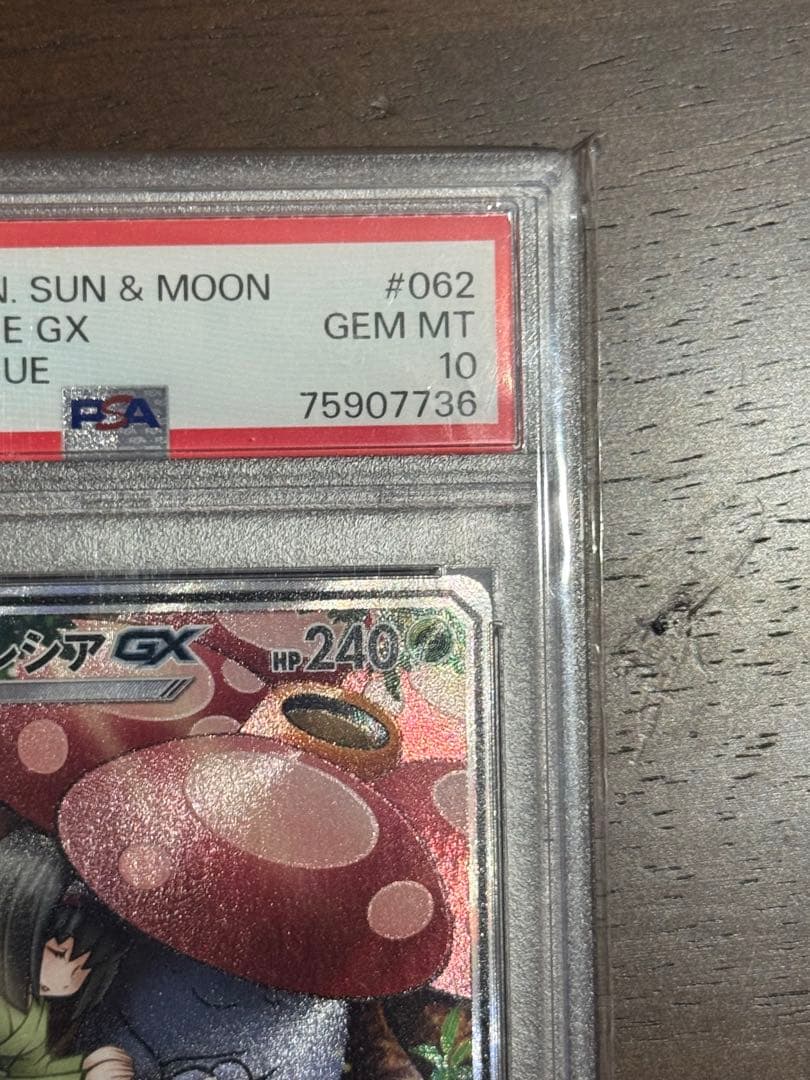 N. SUN & MOON #062
E GX GEM MT
UE 10
PSA 75907736
シアGX HP240